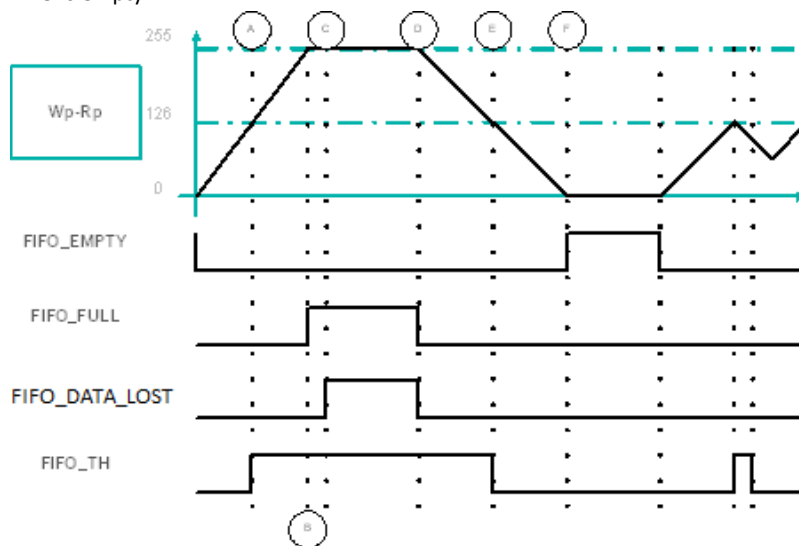 255
A
C
D
E
F
Wp-Rp
126
0
FIFO_EMPTY
FIFO_FULL
FIFO_DATA_LOST
FIFO_TH
B